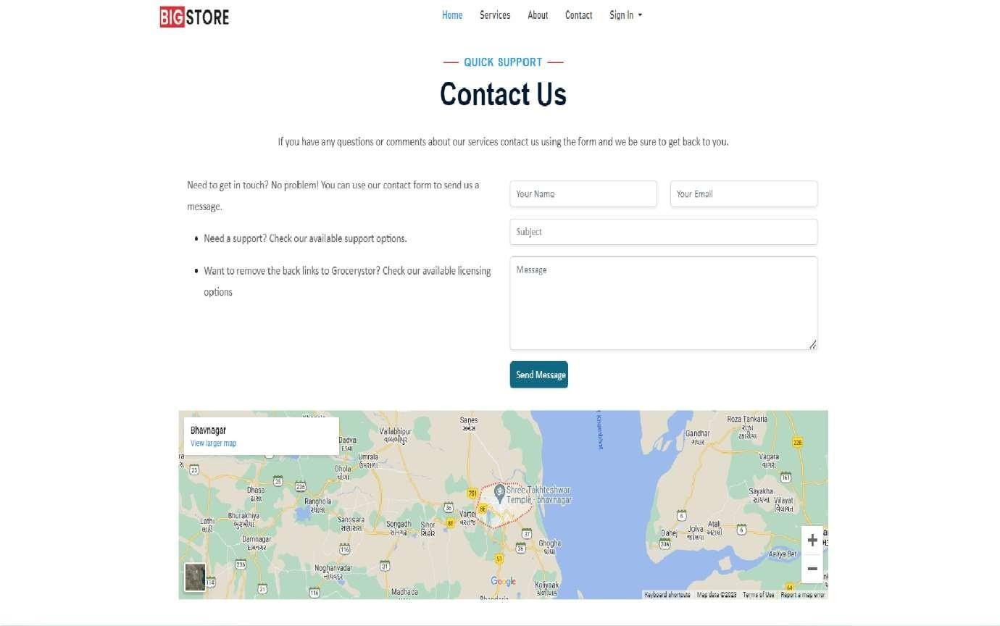 BIGSTORE
Home Services About Contact Sign In
QUICK SUPPORT
Contact Us
If you have any questions or comments about our services contact us using the form and we be sure to get back to you.
Need to get in touch? No problem! You can use our contact form to send us a
message.
Need a support? Check our available support options.
Want to remove the back links to Grocerystor? Check our available licensing
options
Your Name
Your Email
Subject
Message
Send Message
Bhavnagar
View larger map
Sanes
સનેસ
Vallabhipur
વલ્લભીપુર
Dadva
દડવા
Umrala
ઉમરાળા
Dhola
ધોળા
Roza Tankaria
રોઝા
ટંકારીયા
Gandhar
ગંધાર
228
Vagara
વાગરા
161
25
25
236
Dhasa
ઢાસા
Ranghola
રંઘોળા
751
Shree Takhteshwar
Temple - bhavnagar
8E
36
Vartej
વરતેજ
8E
Sayakha
સાયખા
Vilayat
વિલાયત
Lathi
લાઠી
Bhurakhiya
ભુરખીયા
Sanosara
સણોસરા
Songadh
સોનગઢ
Sihor
સિહોર
6
Dahej
206
Jolva
જોલવા
Atali
અટાલી
6
Damnagar
દામનગર
116
37
36
Ghogha
ઘોઘા
Aaliya Bet
236
Noghanvadar
નોંઘણવદર
31
51
114
21
116
Madhada
Google
Koliyaak
કોળીયાક
Bhandaria
64
Keyboard shortcuts Map data ©2023 Terms of Use Report a map error